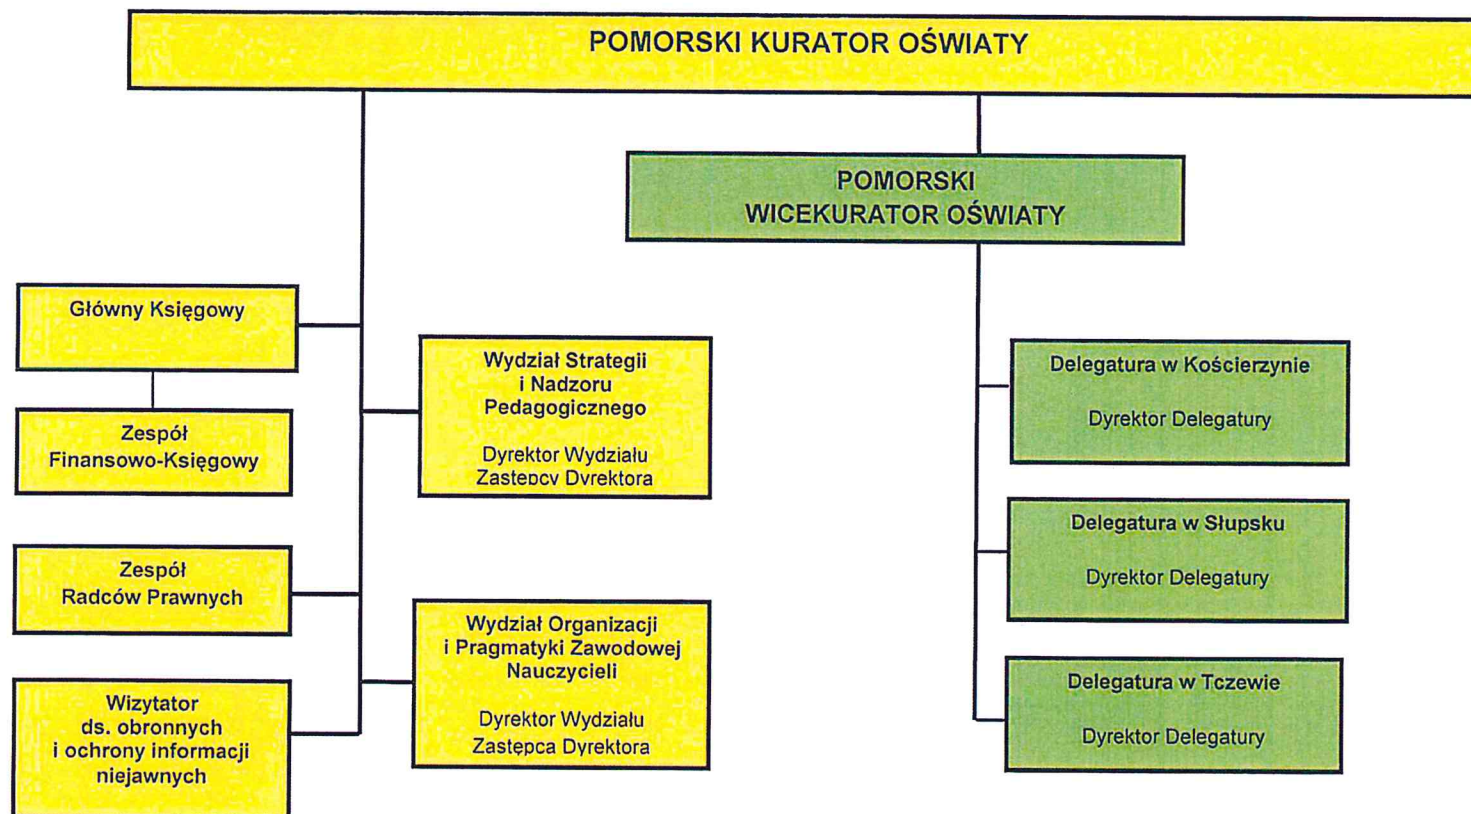 POMORSKI KURATOR OŚWIATY
POMORSKI
WICEKURATOR OŚWIATY
Główny Księgowy
Zespół
Finansowo-Księgowy
Zespół
Radców Prawnych
Wizytator
ds. obronnych
i ochrony informacji
niejawnych
Wydział Strategii
i Nadzoru
Pedagogicznego
Dyrektor Wydziału
Zastępcy Dyrektora
Wydział Organizacji
i Pragmatyki Zawodowej
Nauczycieli
Dyrektor Wydziału
Zastępca Dyrektora
Delegatura w Kościerzynie
Dyrektor Delegatury
Delegatura w Słupsku
Dyrektor Delegatury
Delegatura w Tczewie
Dyrektor Delegatury